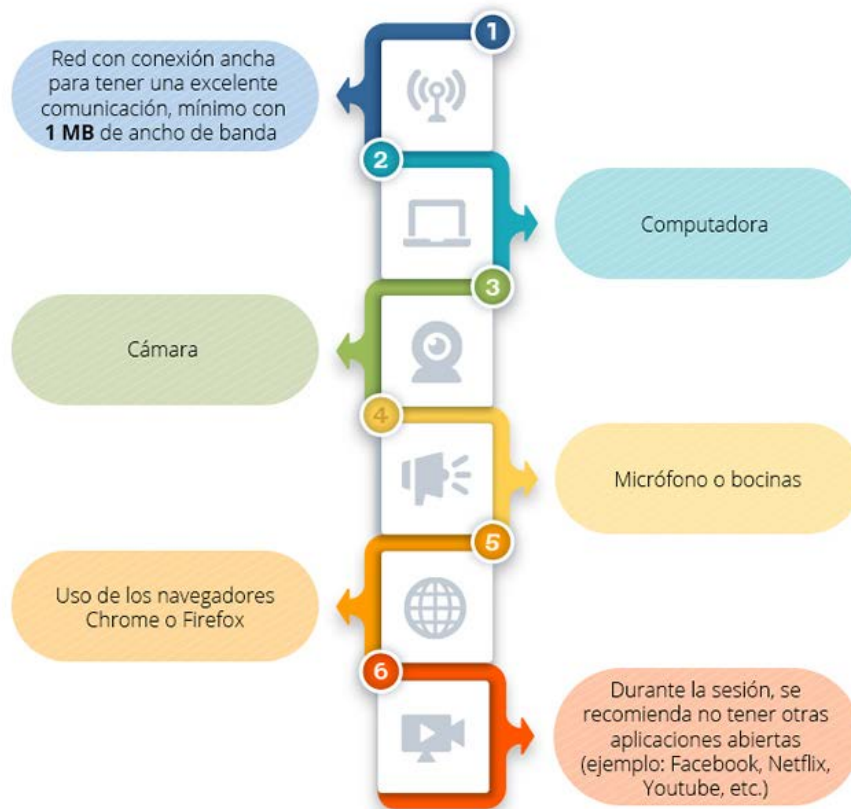 1
Red con conexión ancha
para tener una excelente
comunicación, mínimo con
1 MB de ancho de banda
2
Computadora
3
Cámara
4
Micrófono o bocinas
5
Uso de los navegadores
Chrome o Firefox
6
Durante la sesión, se
recomienda no tener otras
aplicaciones abiertas
(ejemplo: Facebook, Netflix,
Youtube, etc.)